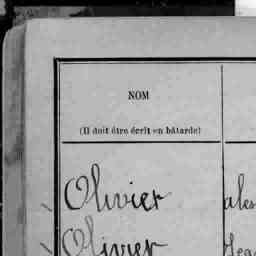 NOM
(Il doit être écrit en bâtarde)
Olivier
Olivier